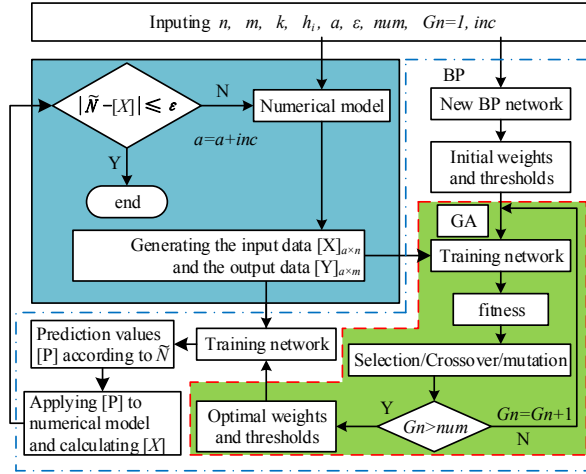 Inputing n, m, k, hᵢ, a, ε, num, Gn=1, inc
BP
|Ñ−[X]|⩽ ε
N
Numerical model
New BP network
a=a+inc
Y
Initial weights
and thresholds
end
GA
Generating the input data [X]ₐ×ₙ
and the output data [Y]ₐ×ₘ
Training network
fitness
Prediction values
[P] according to Ñ
Training network
Selection/Crossover/mutation
Applying [P] to
numerical model
and calculating [X]
Optimal weights
and thresholds
Y
Gn>num
Gn=Gn+1
N